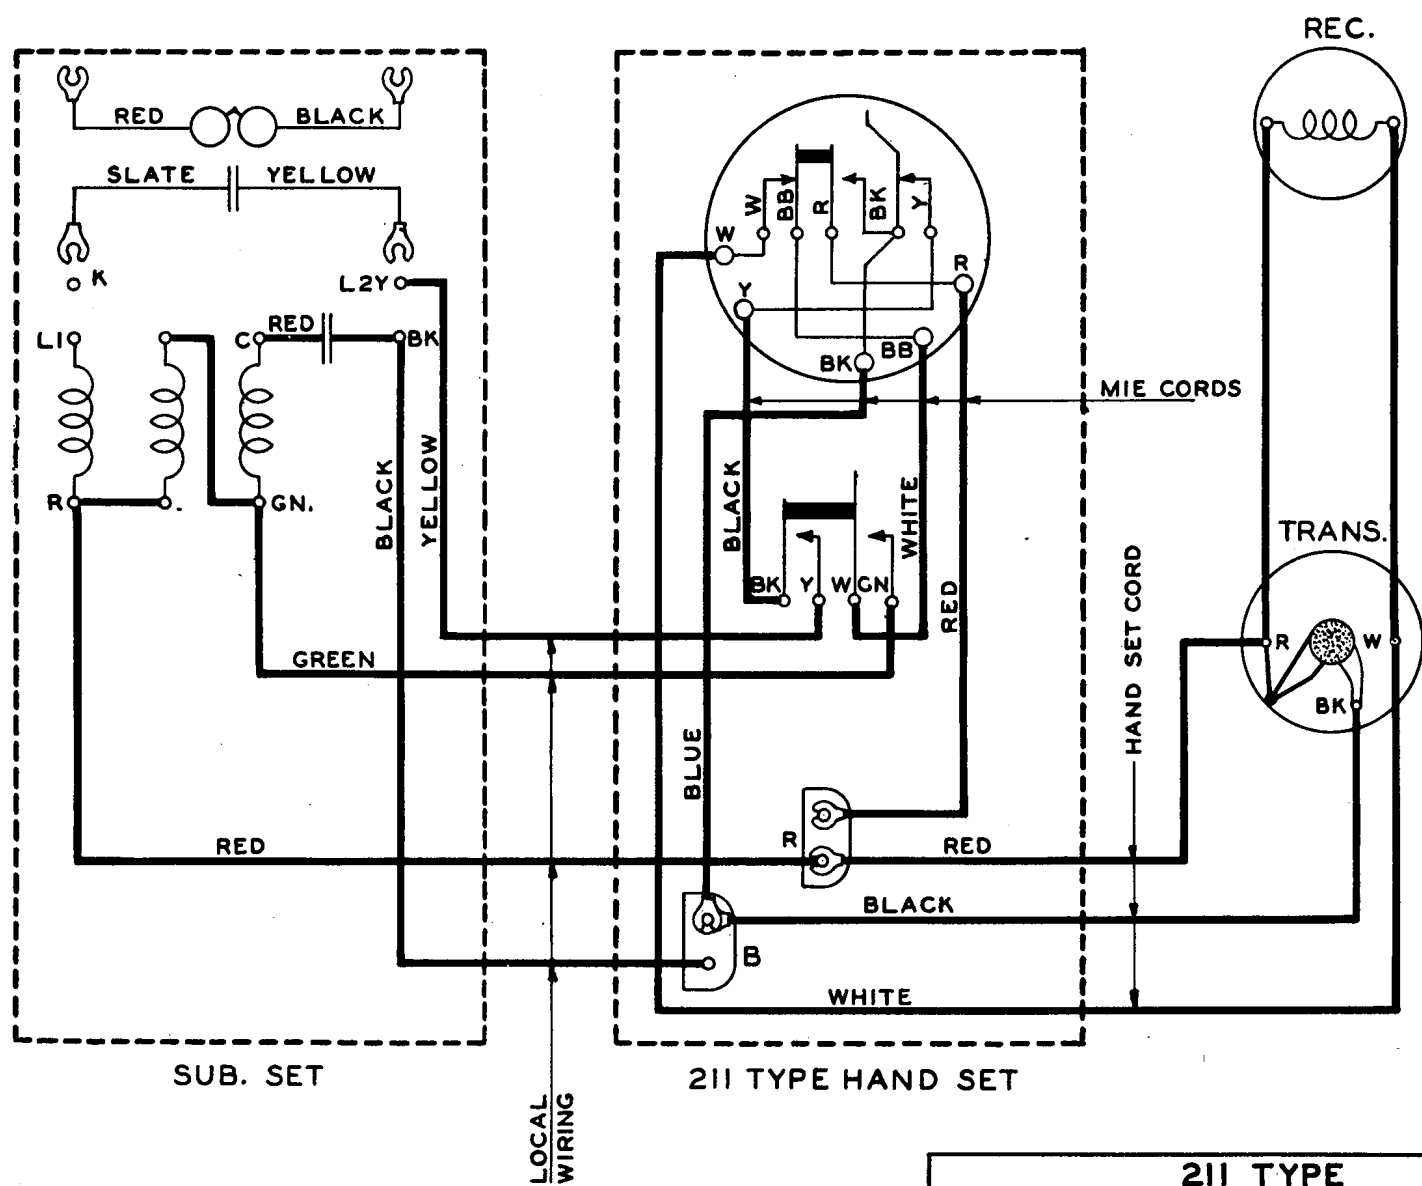 REC.
RED
BLACK
SLATE
YELLOW
K
L2Y
L1
C
RED
BK
R
GN.
BLACK
YELLOW
GREEN
RED
SUB. SET
W
BB
R
BK
Y
W
Y
R
BK
BB
MIE CORDS
BLACK
WHITE
BK
Y
W
GN
RED
BLUE
R
RED
BLACK
B
WHITE
211 TYPE HAND SET
LOCAL
WIRING
HAND SET CORD
TRANS.
R
W
BK
211 TYPE